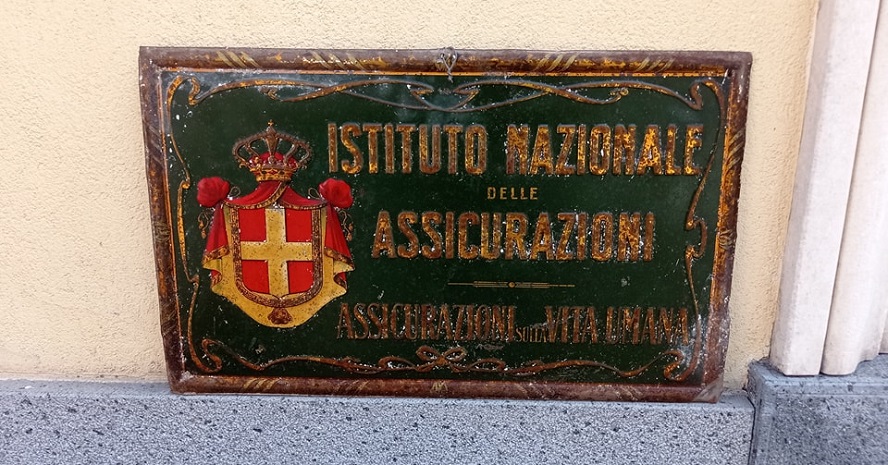 ISTITUTO NAZIONALE
DELLE
ASSICURAZIONI
ASSICURAZIONI SULLA VITA UMANA